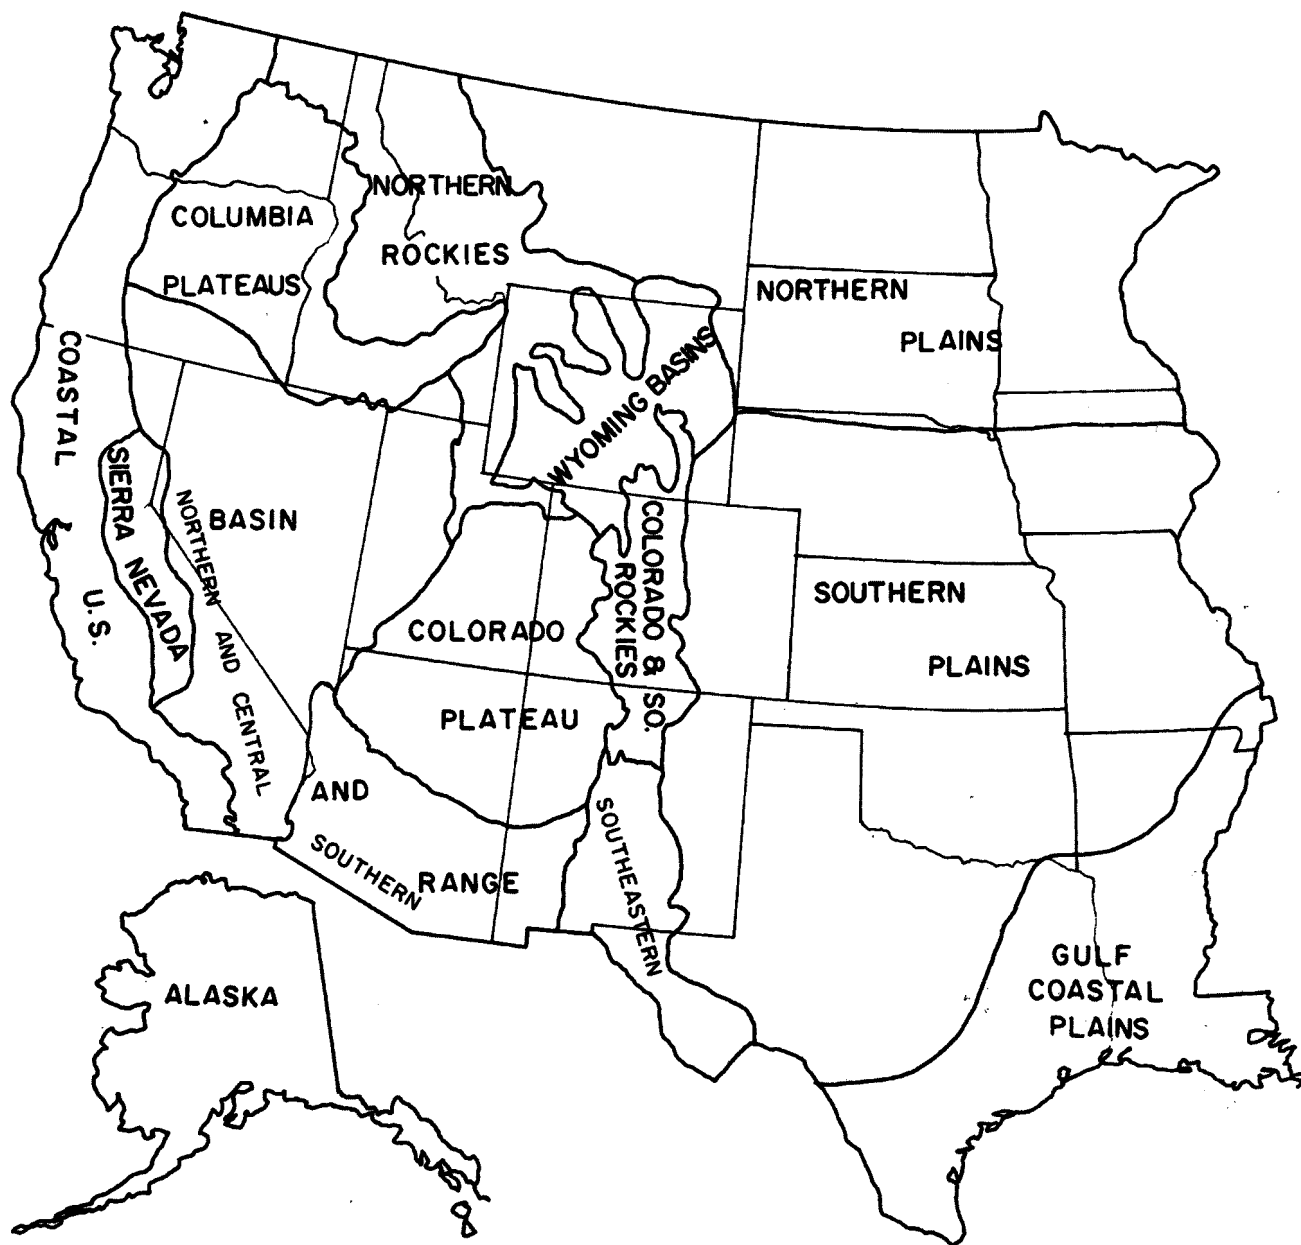 NORTHERN
ROCKIES
COLUMBIA
PLATEAUS
NORTHERN
PLAINS
COASTAL
U.S.
WYOMING BASINS
SIERRA NEVADA
BASIN
AND
RANGE
NORTHERN AND CENTRAL
COLORADO & SO.
ROCKIES
SOUTHERN
PLAINS
COLORADO
PLATEAU
SOUTHERN
SOUTHEASTERN
GULF
COASTAL
PLAINS
ALASKA